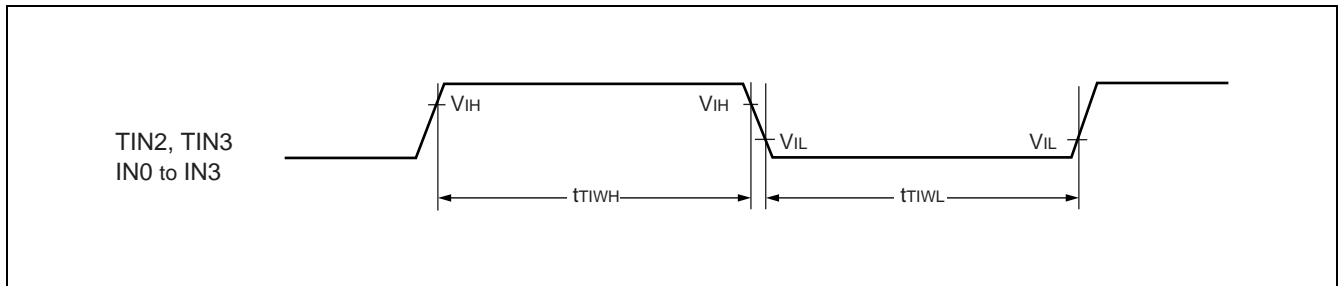 VIH
VIH
TIN2, TIN3
IN0 to IN3
VIL
VIL
tTIWH
tTIWL